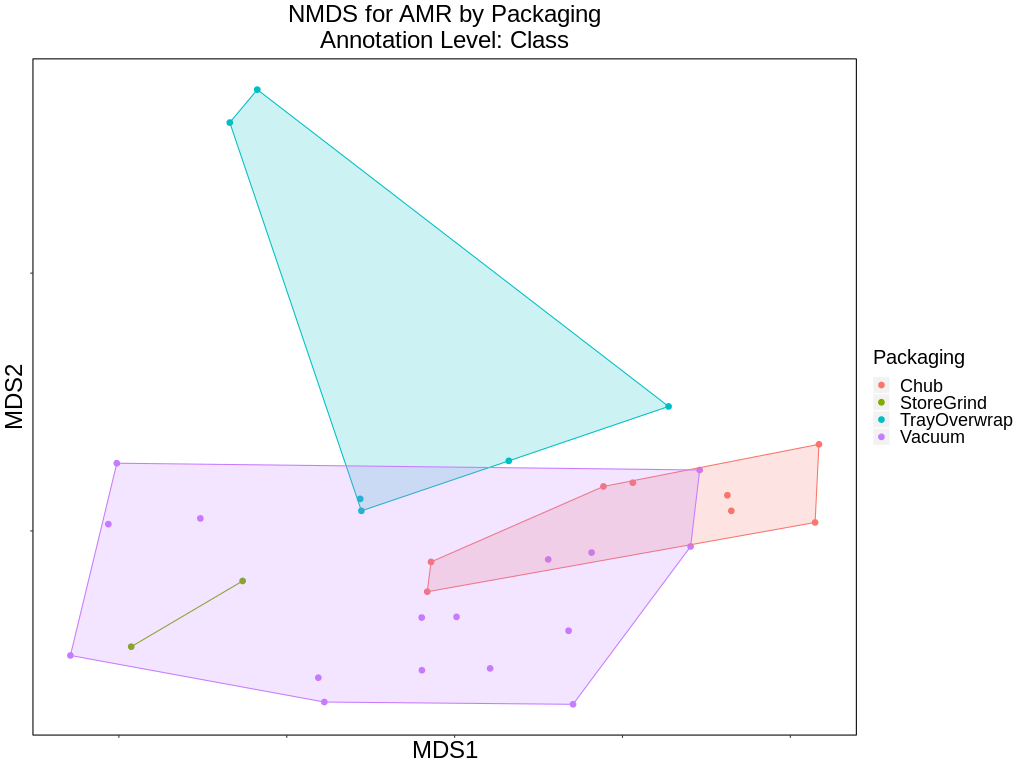 NMDS for AMR by Packaging
Annotation Level: Class
MDS2
MDS1
Packaging
Chub
StoreGrind
TrayOverwrap
Vacuum